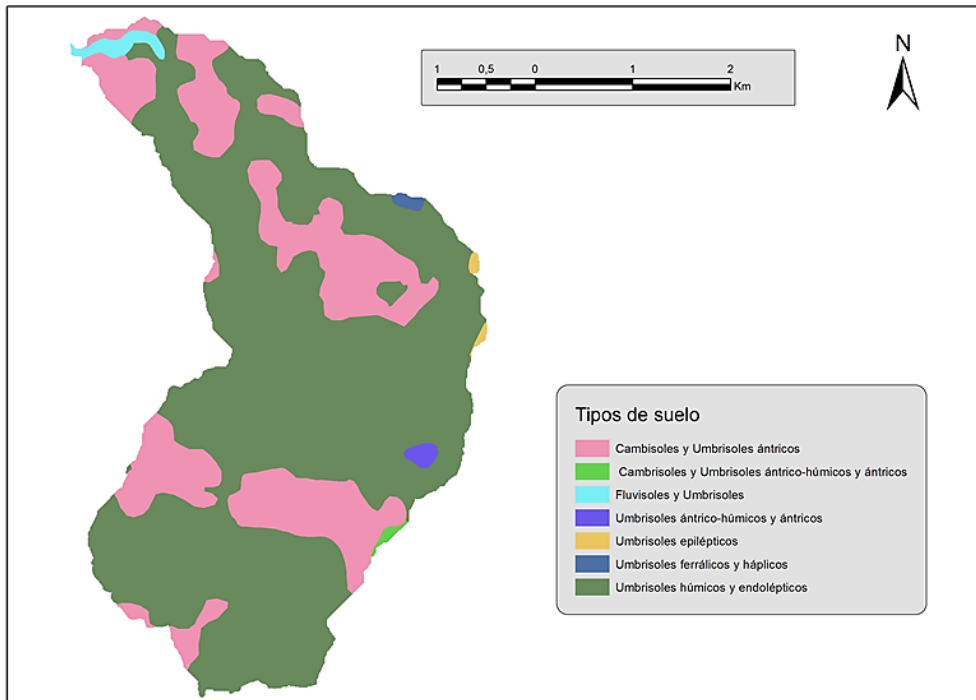 1 0,5 0 1 2
Km
N
Tipos de suelo
Cambisoles y Umbrisoles ántricos
Cambrisoles y Umbrisoles ántrico-húmicos y ántricos
Fluvisoles y Umbrisoles
Umbrisoles ántrico-húmicos y ántricos
Umbrisoles epilépticos
Umbrisoles ferrálicos y háplicos
Umbrisoles húmicos y endolépticos